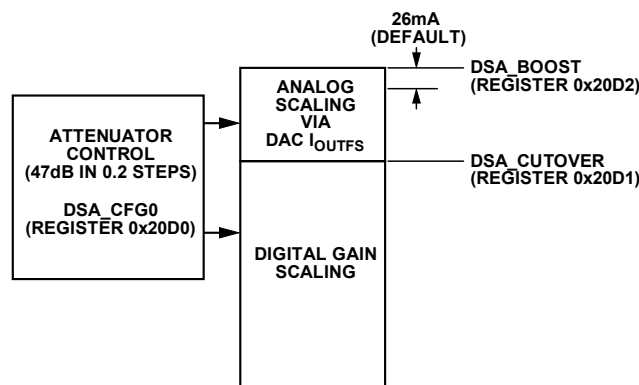 26mA
(DEFAULT)
DSA_BOOST
(REGISTER 0x20D2)
ANALOG
SCALING
VIA
DAC IOUTFS
ATTENUATOR
CONTROL
(47dB IN 0.2 STEPS)
DSA_CFG0
(REGISTER 0x20D0)
DSA_CUTOVER
(REGISTER 0x20D1)
DIGITAL GAIN
SCALING